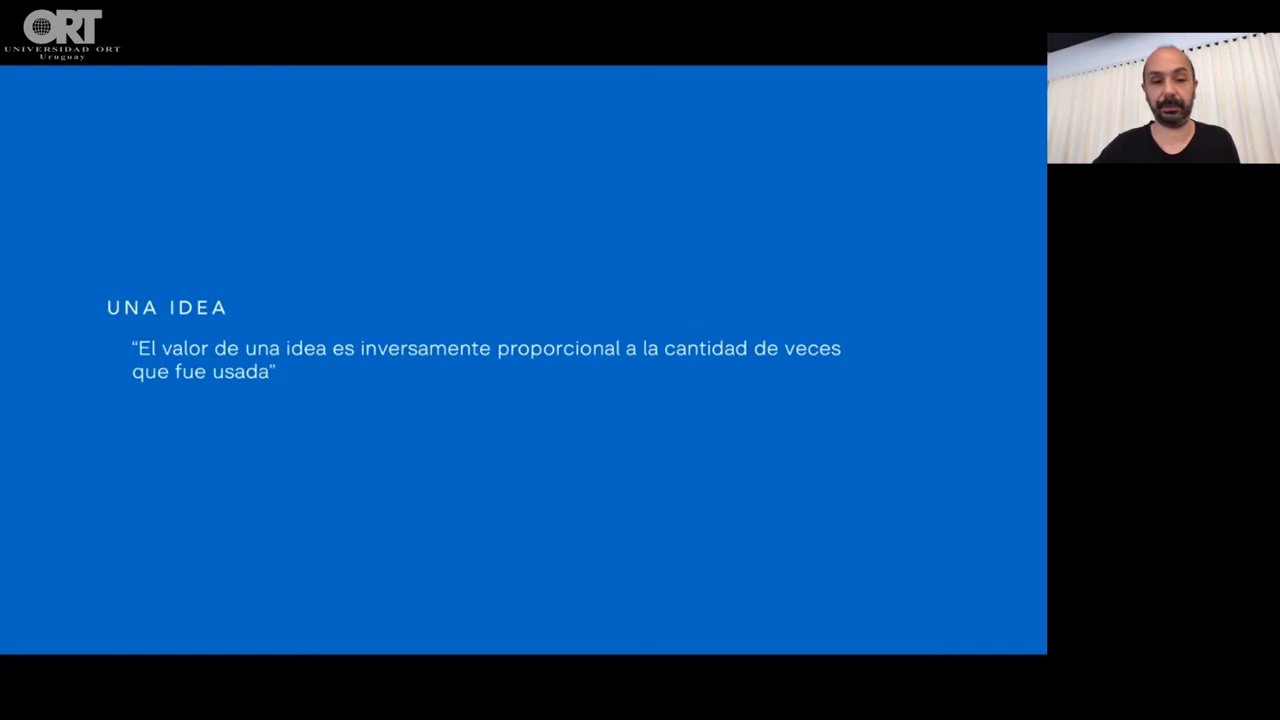 ORT
UNIVERSIDAD ORT
Uruguay
UNA IDEA
“El valor de una idea es inversamente proporcional a la cantidad de veces
que fue usada”